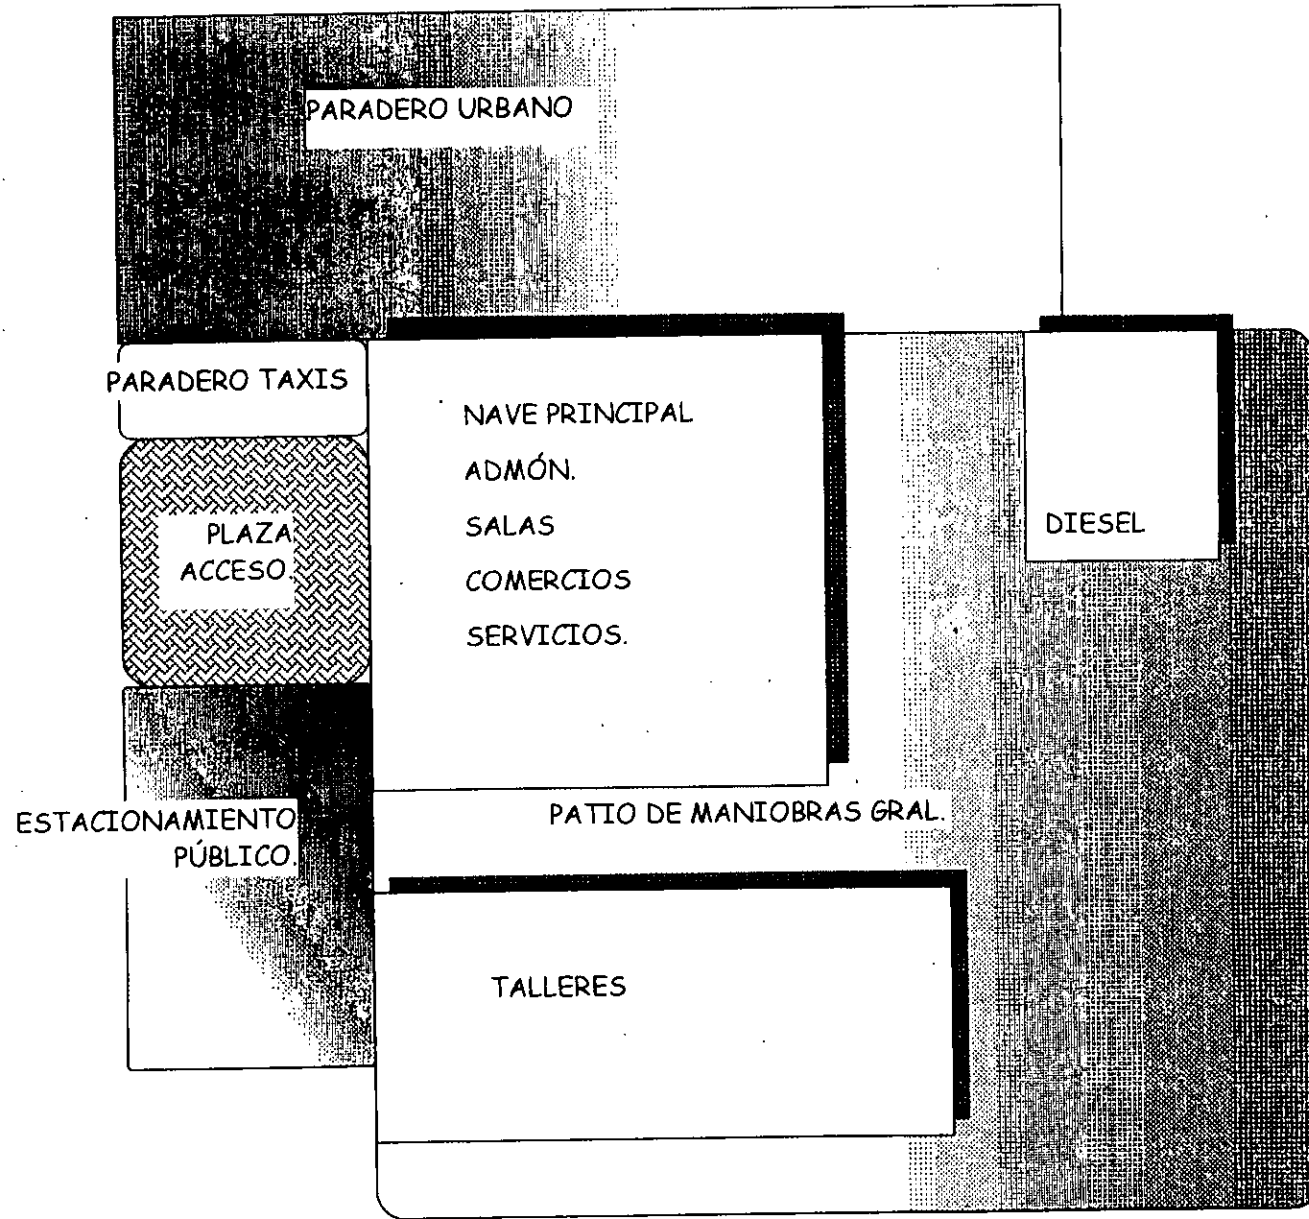 PARADERO URBANO
PARADERO TAXIS
NAVE PRINCIPAL
ADMÓN.
SALAS
COMERCIOS
SERVICIOS.
PLAZA
ACCESO.
DIESEL
ESTACIONAMIENTO
PÚBLICO.
PATIO DE MANIOBRAS GRAL.
TALLERES